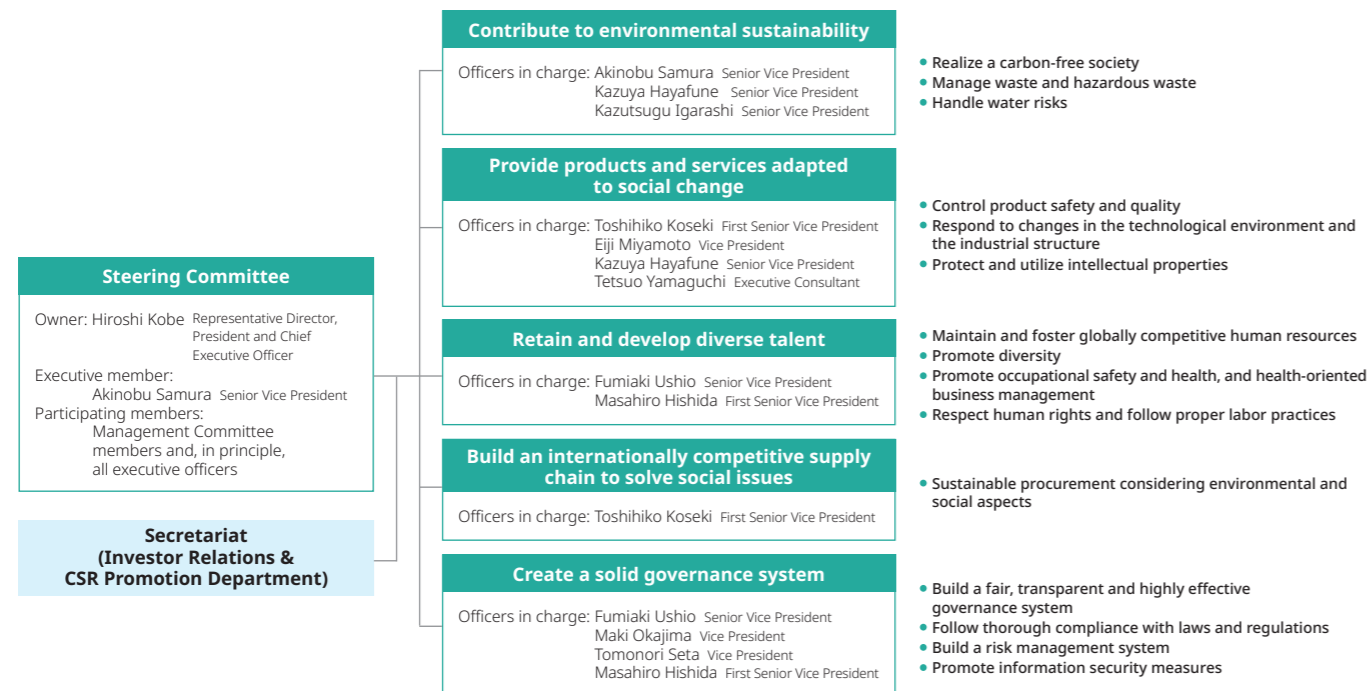 Steering Committee
Owner: Hiroshi Kobe Representative Director,
President and Chief
Executive Officer
Executive member:
Akinobu Samura Senior Vice President
Participating members:
Management Committee
members and, in principle,
all executive officers
Secretariat
(Investor Relations &
CSR Promotion Department)
Contribute to environmental sustainability
Officers in charge: Akinobu Samura Senior Vice President
Kazuya Hayafune Senior Vice President
Kazutsugu Igarashi Senior Vice President
• Realize a carbon-free society
• Manage waste and hazardous waste
• Handle water risks
Provide products and services adapted
to social change
Officers in charge: Toshihiko Koseki First Senior Vice President
Eiji Miyamoto Vice President
Kazuya Hayafune Senior Vice President
Tetsuo Yamaguchi Executive Consultant
• Control product safety and quality
• Respond to changes in the technological environment and
the industrial structure
• Protect and utilize intellectual properties
Retain and develop diverse talent
Officers in charge: Fumiaki Ushio Senior Vice President
Masahiro Hishida First Senior Vice President
• Maintain and foster globally competitive human resources
• Promote diversity
• Promote occupational safety and health, and health-oriented
business management
• Respect human rights and follow proper labor practices
Build an internationally competitive supply
chain to solve social issues
Officers in charge: Toshihiko Koseki First Senior Vice President
• Sustainable procurement considering environmental and
social aspects
Create a solid governance system
Officers in charge: Fumiaki Ushio Senior Vice President
Maki Okajima Vice President
Tomonori Seta Vice President
Masahiro Hishida First Senior Vice President
• Build a fair, transparent and highly effective
governance system
• Follow thorough compliance with laws and regulations
• Build a risk management system
• Promote information security measures